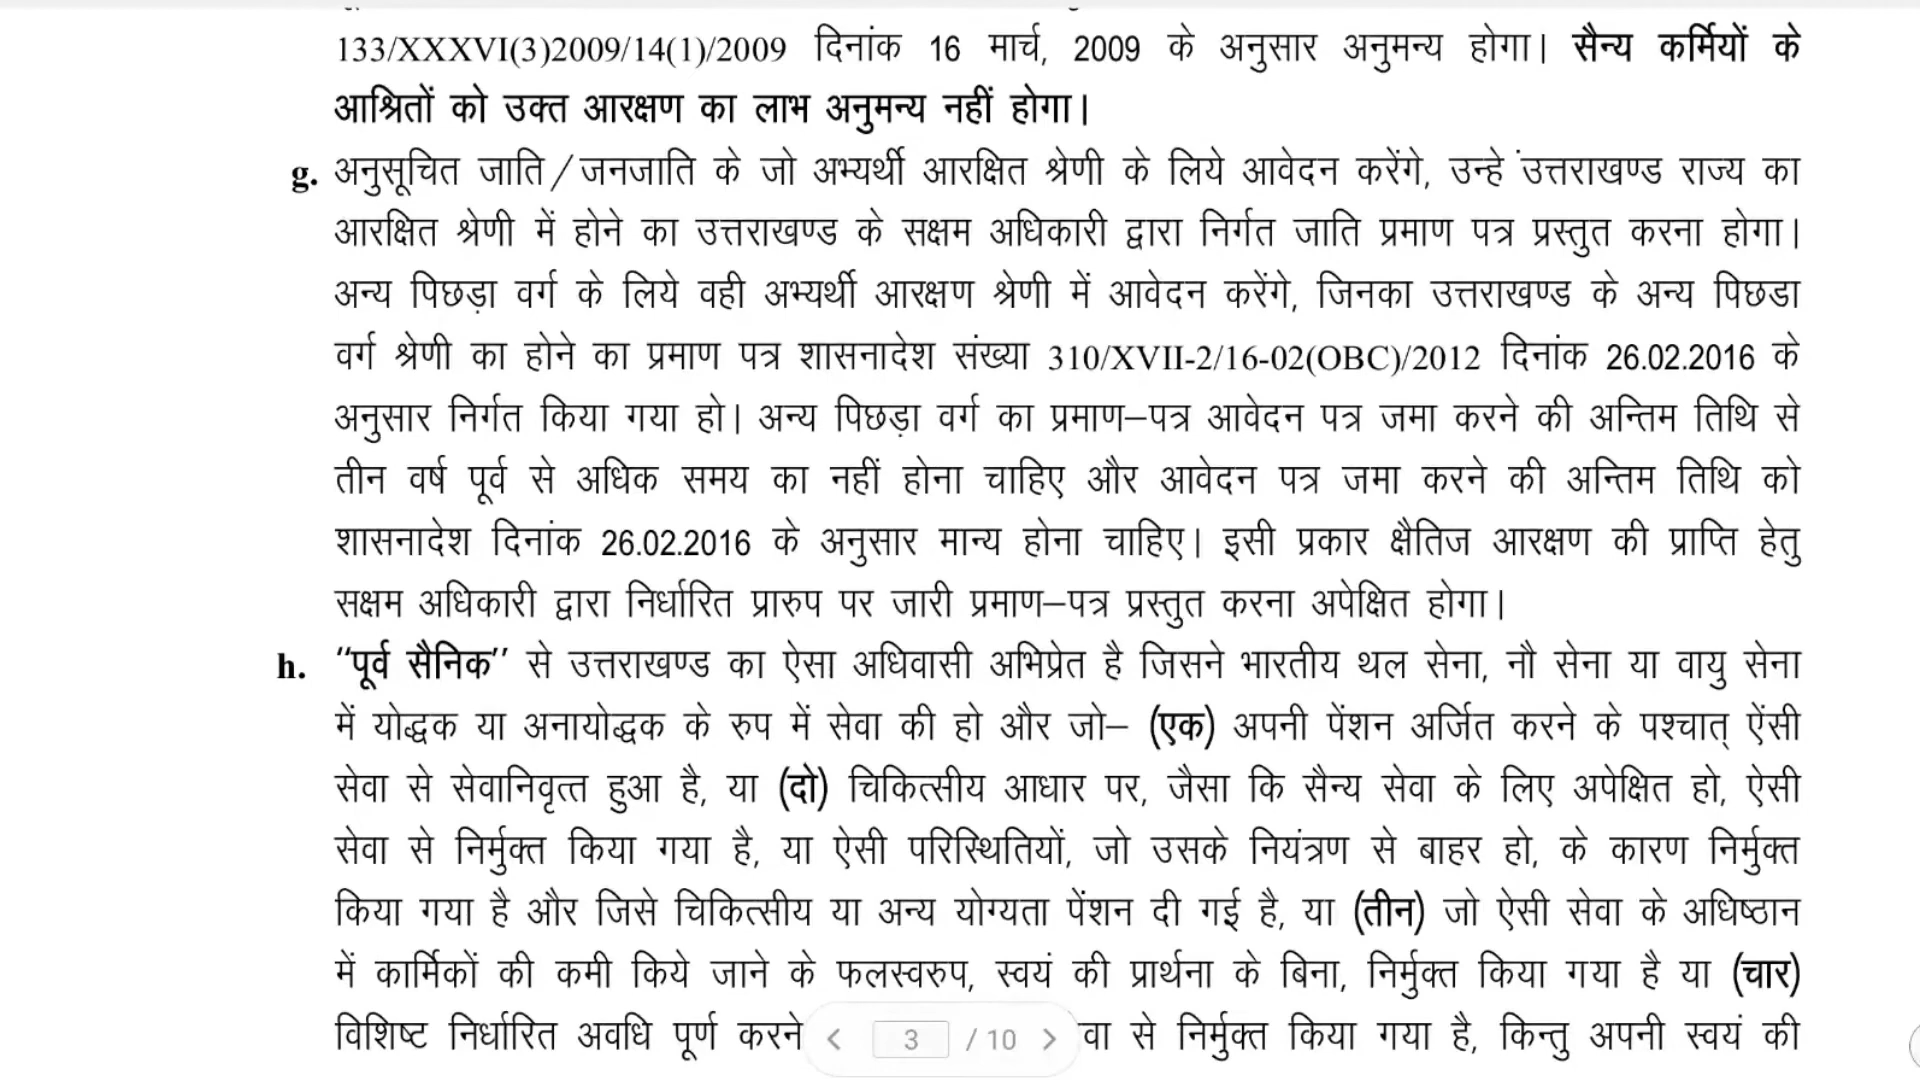 133/XXXVI(3)2009/14(1)/2009 दिनांक 16 मार्च, 2009 के अनुसार अनुमन्य होगा। सैन्य कर्मियों के
आश्रितों को उक्त आरक्षण का लाभ अनुमन्य नहीं होगा।
g. अनुसूचित जाति/जनजाति के जो अभ्यर्थी आरक्षित श्रेणी के लिये आवेदन करेंगे, उन्हे उंत्तराखण्ड राज्य का
आरक्षित श्रेणी में होने का उत्तराखण्ड के सक्षम अधिकारी द्वारा निर्गत जाति प्रमाण पत्र प्रस्तुत करना होगा।
अन्य पिछड़ा वर्ग के लिये वही अभ्यर्थी आरक्षण श्रेणी में आवेदन करेंगे, जिनका उत्तराखण्ड के अन्य पिछडा
वर्ग श्रेणी का होने का प्रमाण पत्र शासनादेश संख्या 310/XVII-2/16-02(OBC)/2012 दिनांक 26.02.2016 के
अनुसार निर्गत किया गया हो। अन्य पिछड़ा वर्ग का प्रमाण–पत्र आवेदन पत्र जमा करने की अन्तिम तिथि से
तीन वर्ष पूर्व से अधिक समय का नहीं होना चाहिए और आवेदन पत्र जमा करने की अन्तिम तिथि को
शासनादेश दिनांक 26.02.2016 के अनुसार मान्य होना चाहिए। इसी प्रकार क्षैतिज आरक्षण की प्राप्ति हेतु
सक्षम अधिकारी द्वारा निर्धारित प्रारुप पर जारी प्रमाण–पत्र प्रस्तुत करना अपेक्षित होगा।
h. "पूर्व सैनिक" से उत्तराखण्ड का ऐसा अधिवासी अभिप्रेत है जिसने भारतीय थल सेना, नौ सेना या वायु सेना
में योद्धक या अनायोद्धक के रुप में सेवा की हो और जो– (एक) अपनी पेंशन अर्जित करने के पश्चात् ऐंसी
सेवा से सेवानिवृत्त हुआ है, या (दो) चिकित्सीय आधार पर, जैसा कि सैन्य सेवा के लिए अपेक्षित हो, ऐसी
सेवा से निर्मुक्त किया गया है, या ऐसी परिस्थितियों, जो उसके नियंत्रण से बाहर हो, के कारण निर्मुक्त
किया गया है और जिसे चिकित्सीय या अन्य योग्यता पेंशन दी गई है, या (तीन) जो ऐसी सेवा के अधिष्ठान
में कार्मिकों की कमी किये जाने के फलस्वरुप, स्वयं की प्रार्थना के बिना, निर्मुक्त किया गया है या (चार)
विशिष्ट निर्धारित अवधि पूर्ण करने < 3 / 10 > वा से निर्मुक्त किया गया है, किन्तु अपनी स्वयं की